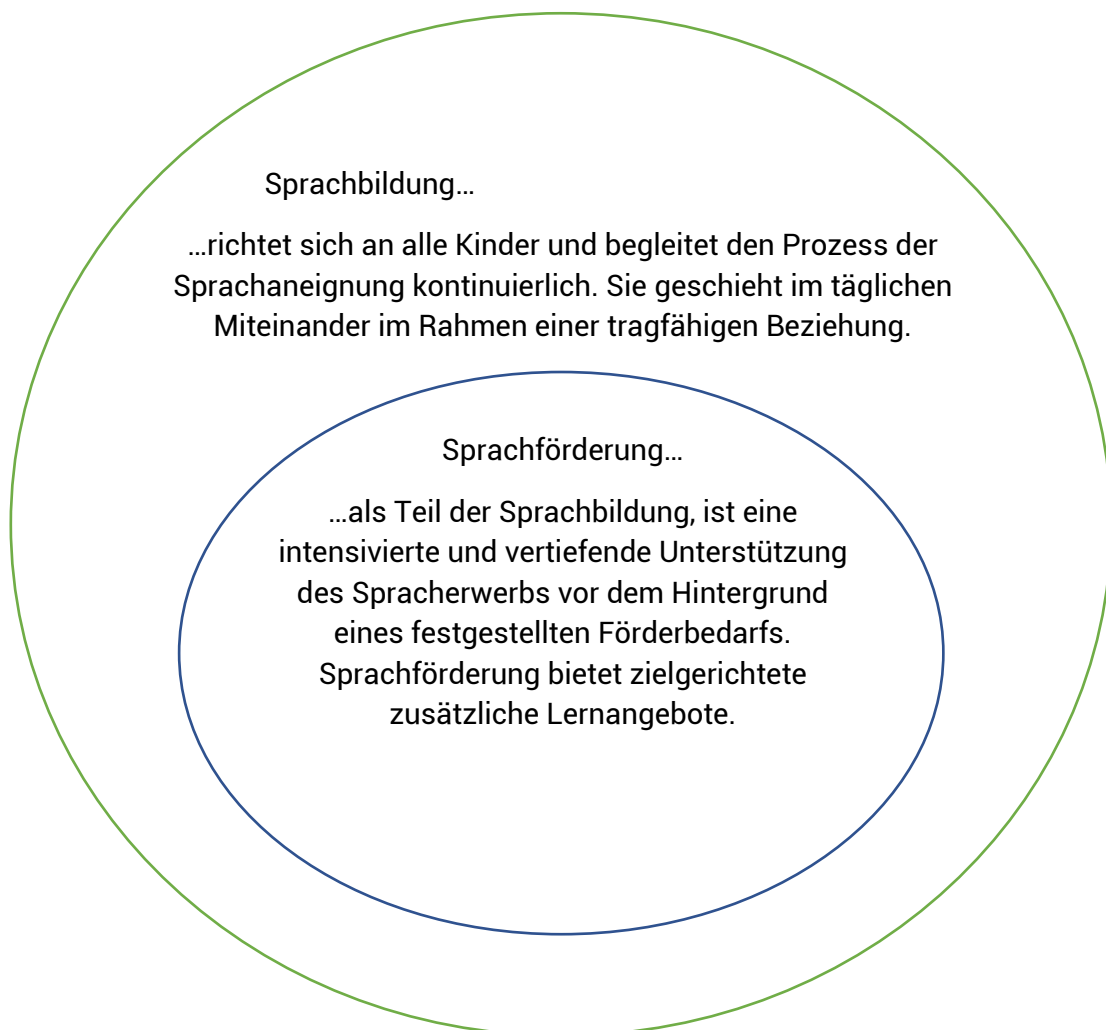 Sprachbildung…
…richtet sich an alle Kinder und begleitet den Prozess der
Sprachaneignung kontinuierlich. Sie geschieht im täglichen
Miteinander im Rahmen einer tragfähigen Beziehung.
Sprachförderung…
…als Teil der Sprachbildung, ist eine
intensivierte und vertiefende Unterstützung
des Spracherwerbs vor dem Hintergrund
eines festgestellten Förderbedarfs.
Sprachförderung bietet zielgerichtete
zusätzliche Lernangebote.